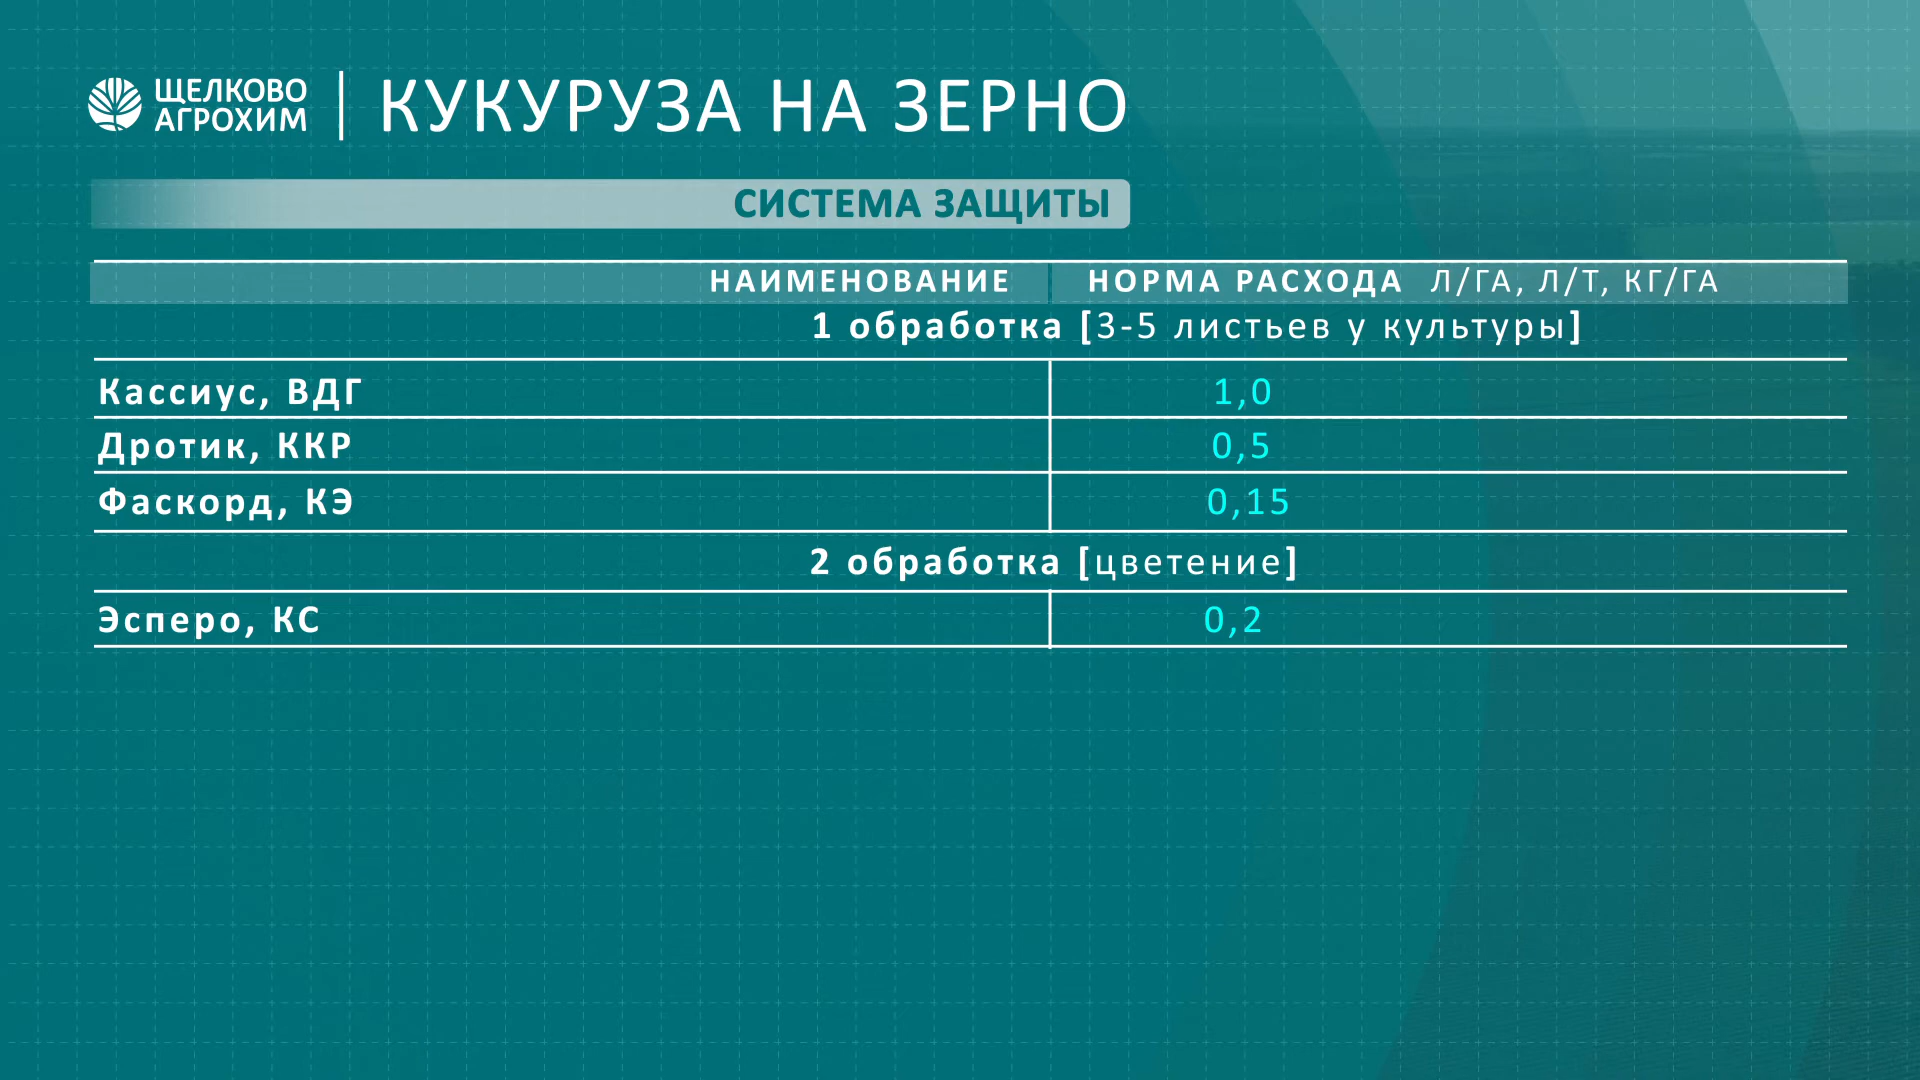 ЩЕЛКОВО
АГРОХИМ
КУКУРУЗА НА ЗЕРНО
СИСТЕМА ЗАЩИТЫ
НАИМЕНОВАНИЕ НОРМА РАСХОДА Л/ГА, Л/Т, КГ/ГА
1 обработка [3-5 листьев у культуры]
Кассиус, ВДГ 1,0
Дротик, ККР 0,5
Фаскорд, КЭ 0,15
2 обработка [цветение]
Эсперо, КС 0,2